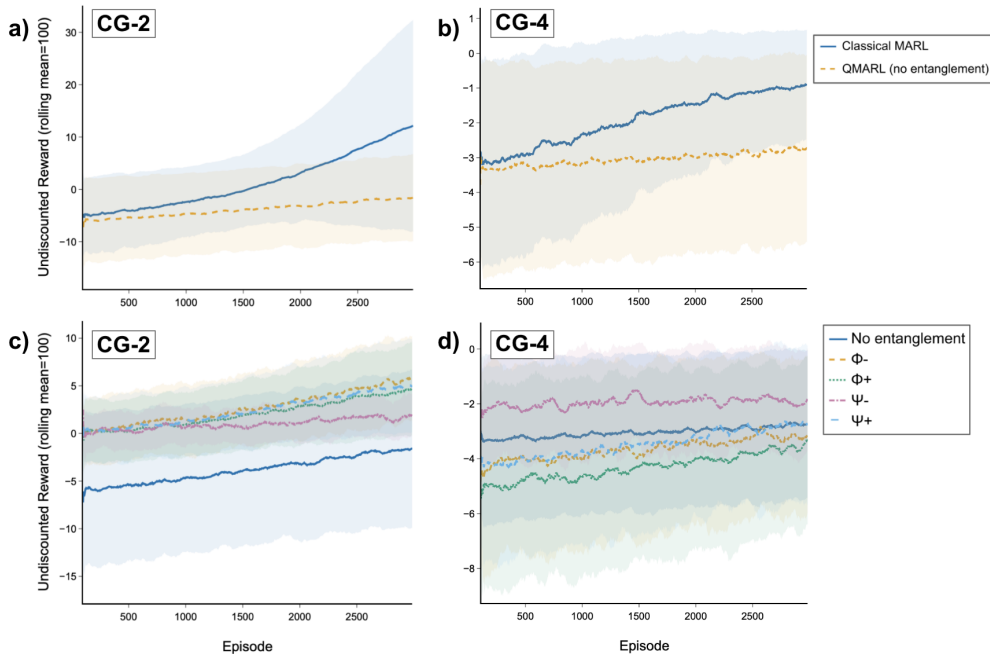 a)
CG-2
Undiscounted Reward (rolling mean=100)
30
20
10
0
−10
500
1000
1500
2000
2500
b)
CG-4
1
0
−1
−2
−3
−4
−5
−6
500
1000
1500
2000
2500
Classical MARL
QMARL (no entanglement)
c)
CG-2
Undiscounted Reward (rolling mean=100)
10
5
0
−5
−10
−15
500
1000
1500
2000
2500
Episode
d)
CG-4
0
−2
−4
−6
−8
500
1000
1500
2000
2500
Episode
No entanglement
Φ-
Φ+
Ψ-
Ψ+